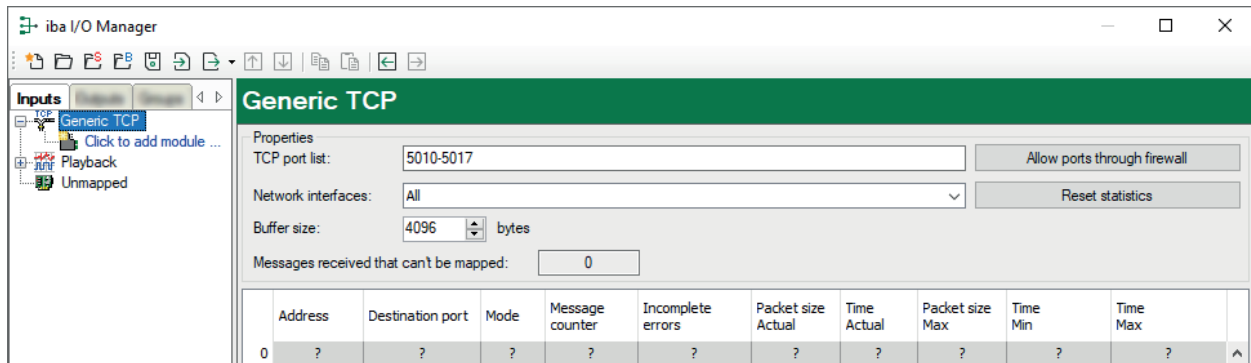 iba I/O Manager
Inputs
Generic TCP
TCP
Generic TCP
Click to add module ...
Playback
Unmapped
Properties
TCP port list: 5010-5017 Allow ports through firewall
Network interfaces: All Reset statistics
Buffer size: 4096 bytes
Messages received that can't be mapped: 0
Address Destination port Mode Message counter Incomplete errors Packet size Actual Time Actual Packet size Max Time Min Time Max
0 ? ? ? ? ? ? ? ? ? ?